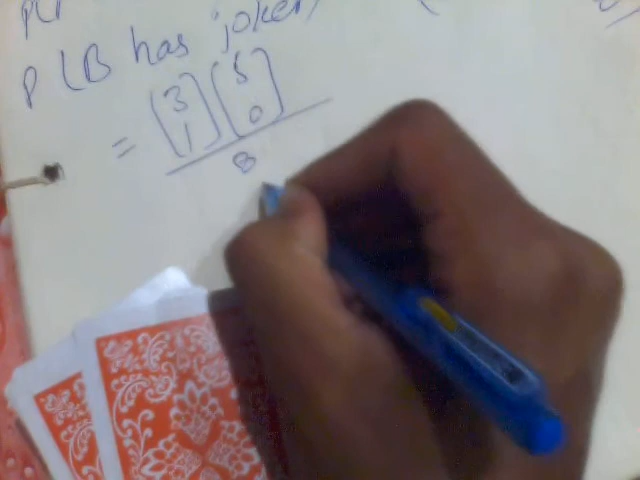 P(B has joker)
= (3 1)(5 0)
8